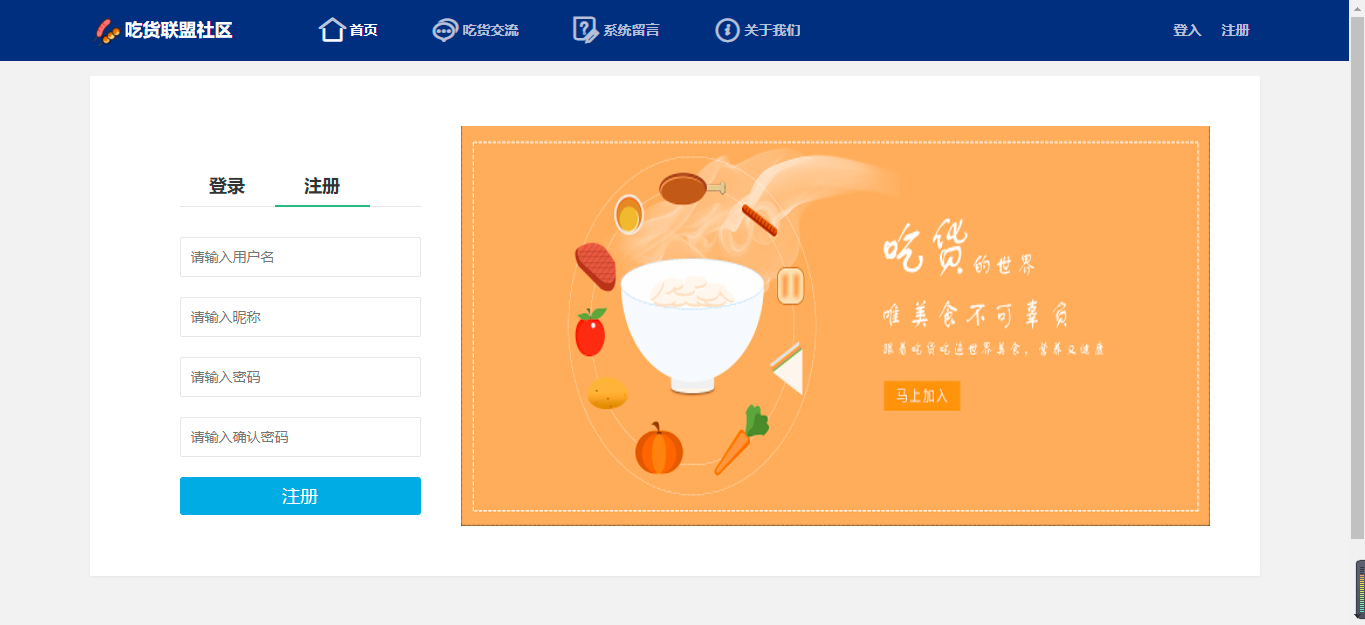 吃货联盟社区 首页 吃货交流 系统留言 关于我们 登入 注册
登录 注册
请输入用户名
请输入昵称
请输入密码
请输入确认密码
注册
吃货的世界
唯美食不可辜负
跟着吃货吃遍世界美食，营养又健康
马上加入